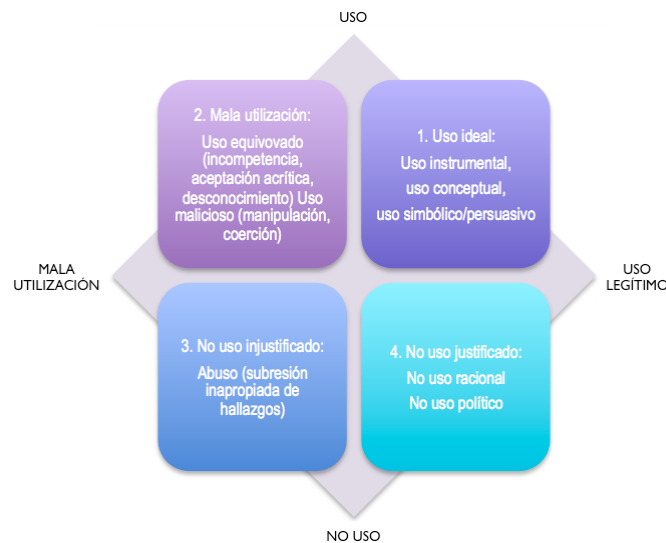 USO
2. Mala utilización:
Uso equivovado
(incompetencia,
aceptación acrítica,
desconocimiento) Uso
malicioso (manipulación,
coerción)
1. Uso ideal:
Uso instrumental,
uso conceptual,
uso simbólico/persuasivo
MALA
UTILIZACIÓN
USO
LEGÍTIMO
3. No uso injustificado:
Abuso (subresión
inapropiada de
hallazgos)
4. No uso justificado:
No uso racional
No uso político
NO USO